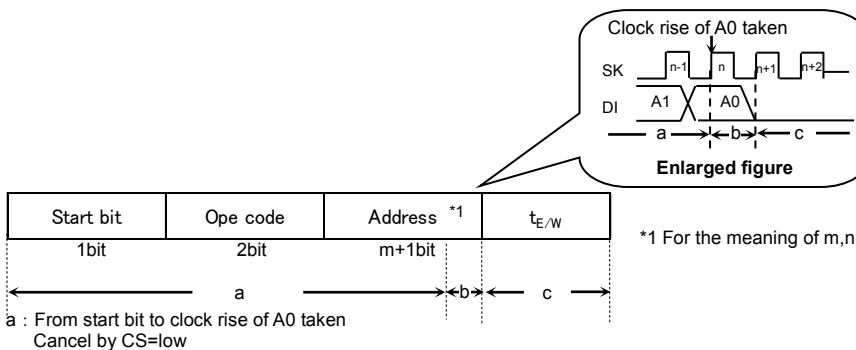 Clock rise of A0 taken
SK n-1 n n+1 n+2
DI A1 A0
a b c
Enlarged figure
Start bit Ope code Address *1 tE/W
1bit 2bit m+1bit
*1 For the meaning of m,n
a b c
a : From start bit to clock rise of A0 taken
Cancel by CS=low